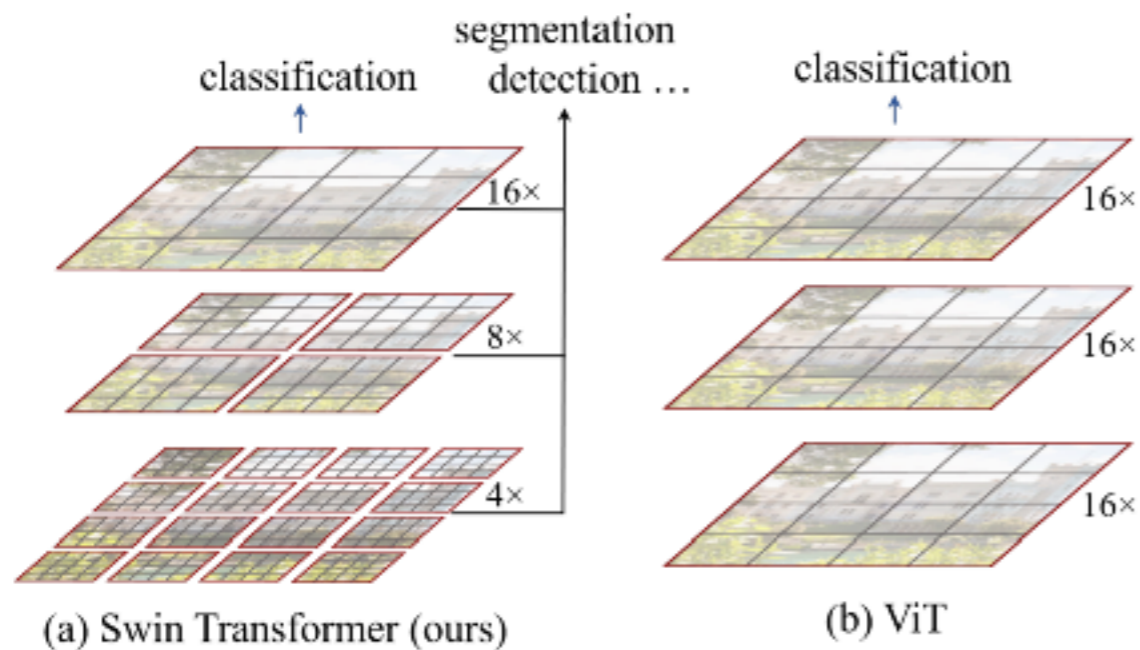 segmentation
classification
detection ...
classification
16×
8×
4×
16×
16×
16×
(a) Swin Transformer (ours)
(b) ViT